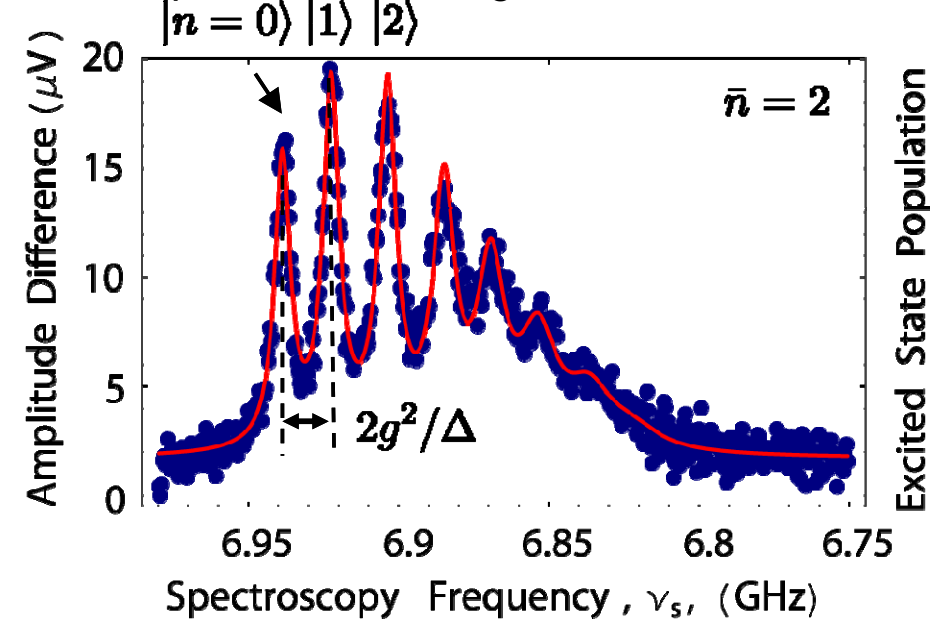 |n = 0⟩ |1⟩ |2⟩
20
15
10
5
0
Amplitude Difference (μV)
n̄ = 2
2g²/Δ
Excited State Population
6.95 6.9 6.85 6.8 6.75
Spectroscopy Frequency , νₛ, (GHz)